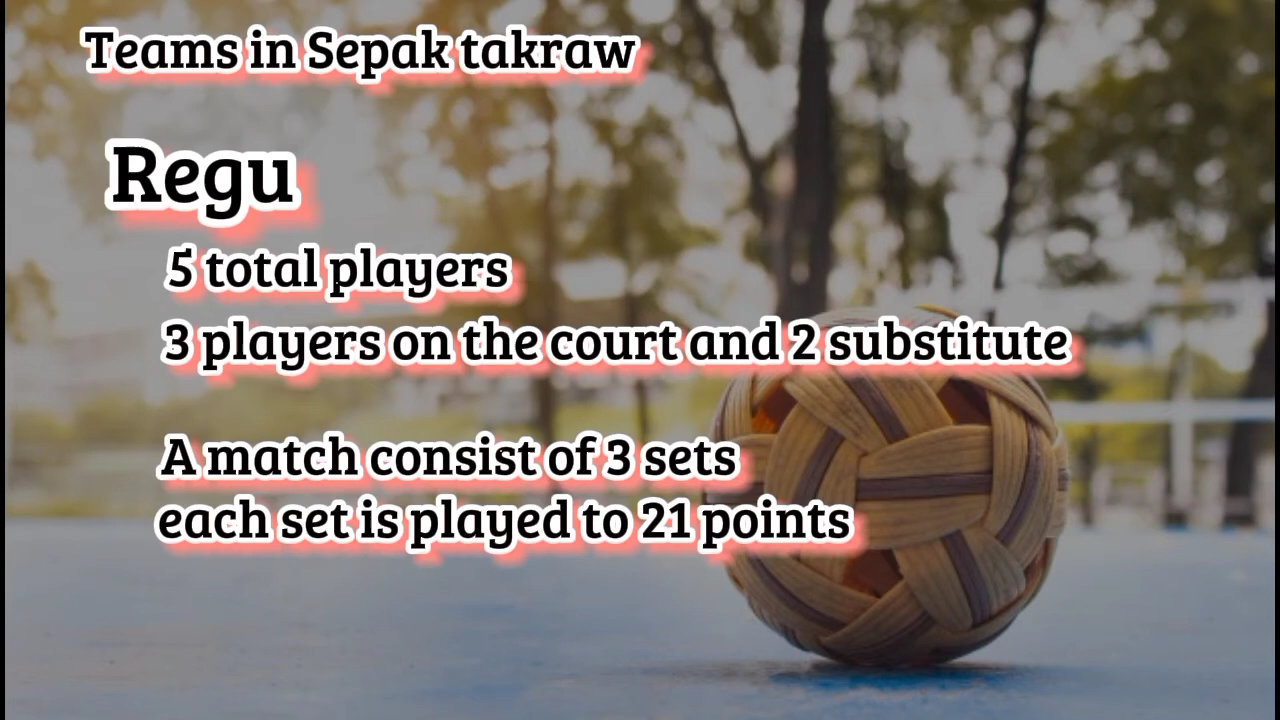 Teams in Sepak takraw
Regu
5 total players
3 players on the court and 2 substitute
A match consist of 3 sets
each set is played to 21 points